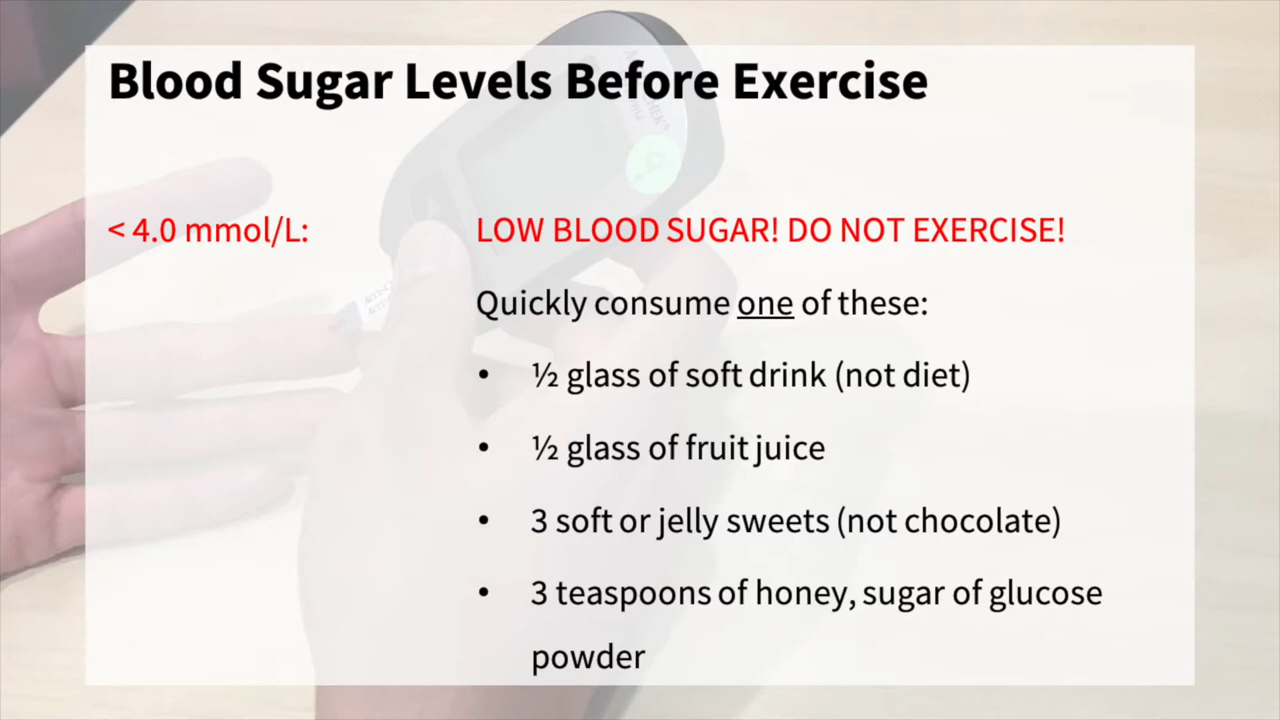 Blood Sugar Levels Before Exercise
< 4.0 mmol/L: LOW BLOOD SUGAR! DO NOT EXERCISE!
Quickly consume one of these:
• ½ glass of soft drink (not diet)
• ½ glass of fruit juice
• 3 soft or jelly sweets (not chocolate)
• 3 teaspoons of honey, sugar of glucose
powder